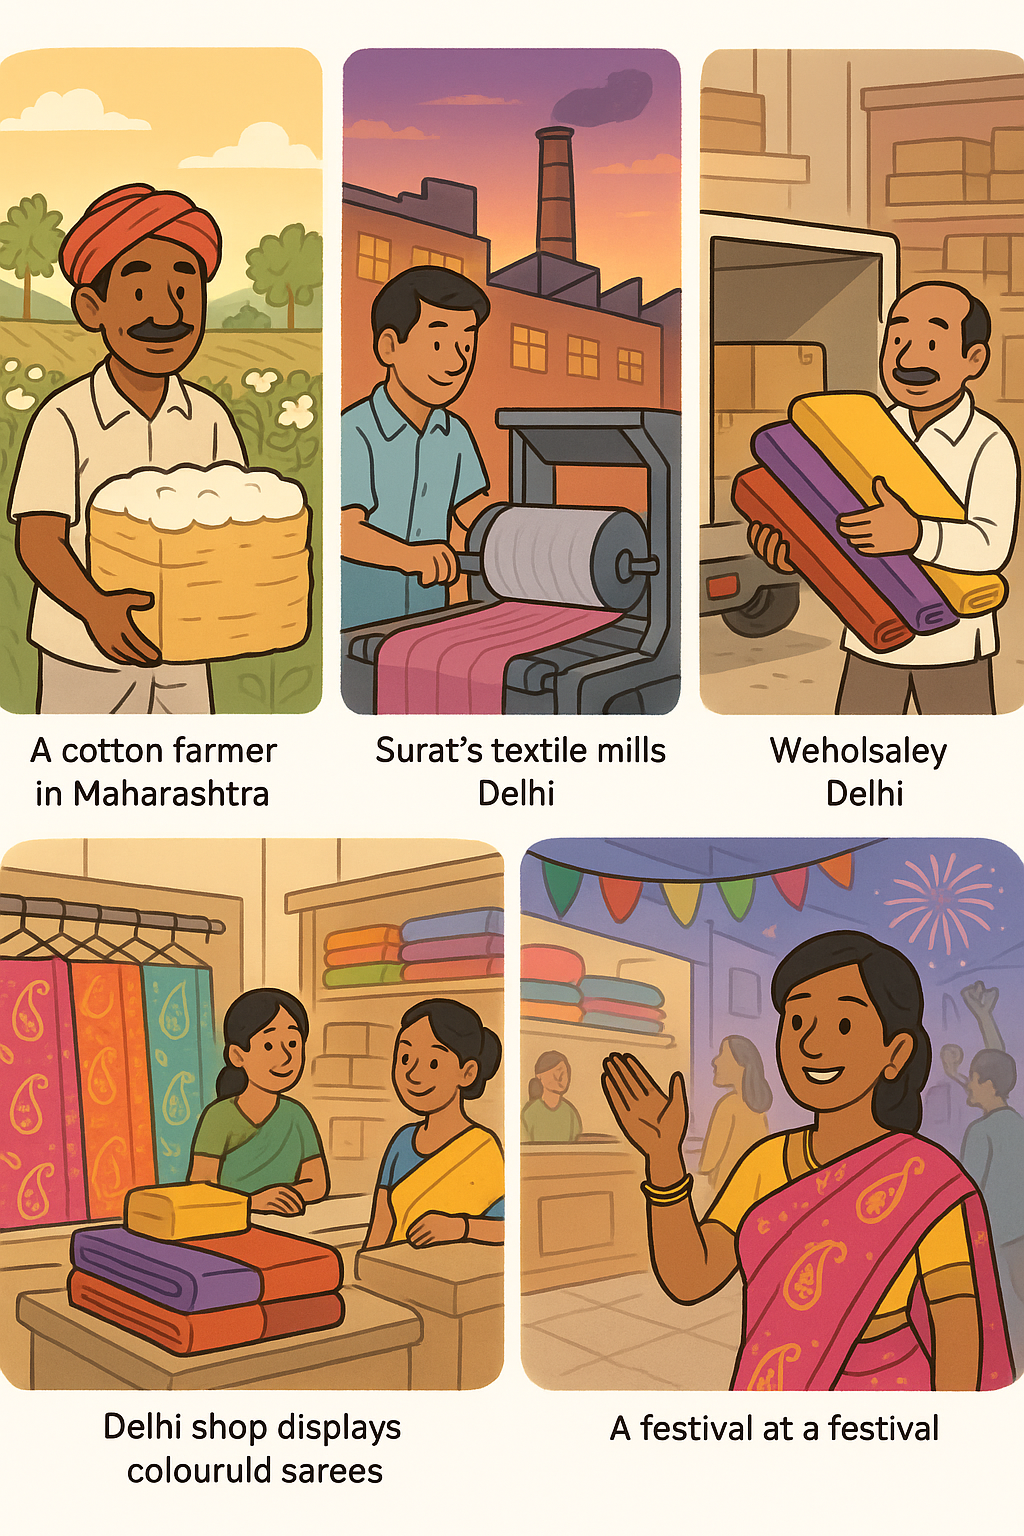 A cotton farmer
in Maharashtra
Surat's textile mills
Delhi
Weholsaley
Delhi
Delhi shop displays
colouruld sarees
A festival at a festival